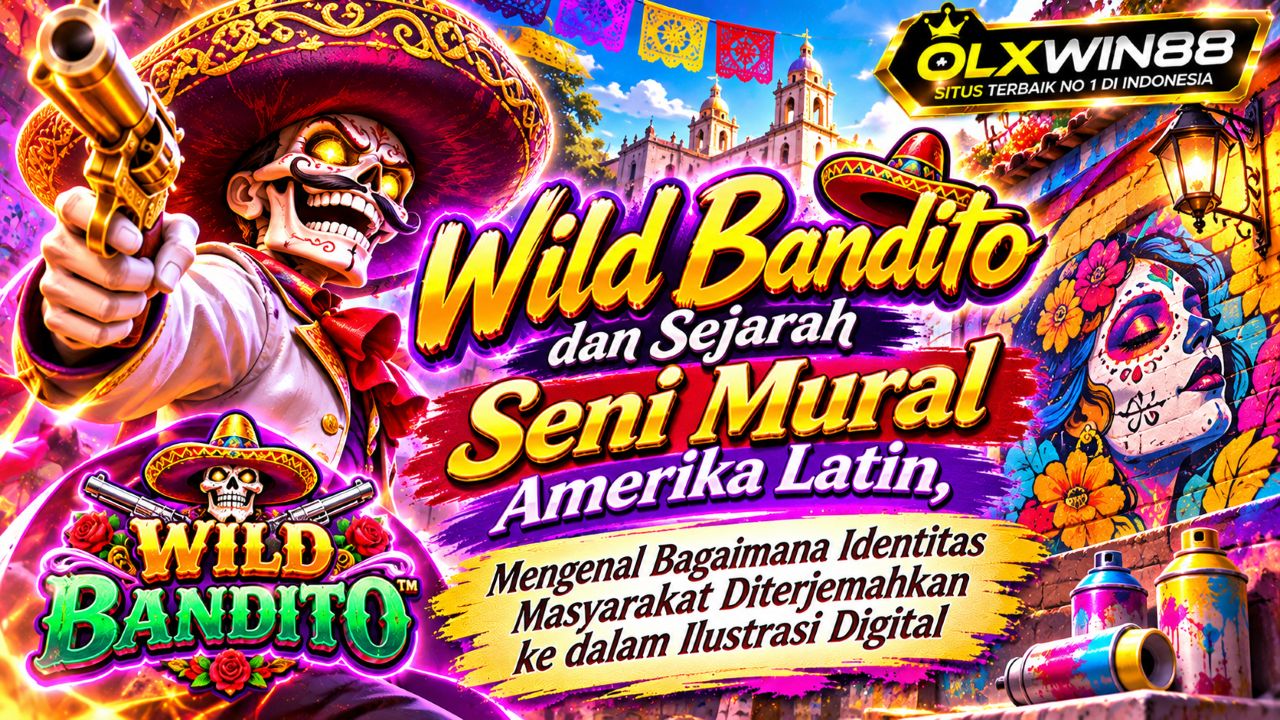 OLXWIN88
SITUS TERBAIK NO 1 DI INDONESIA
Wild Bandito
dan Sejarah
Seni Mural
Amerika Latin,
Mengenal Bagaimana Identitas
Masyarakat Diterjemahkan
ke dalam Ilustrasi Digital
WILD
BANDITO™